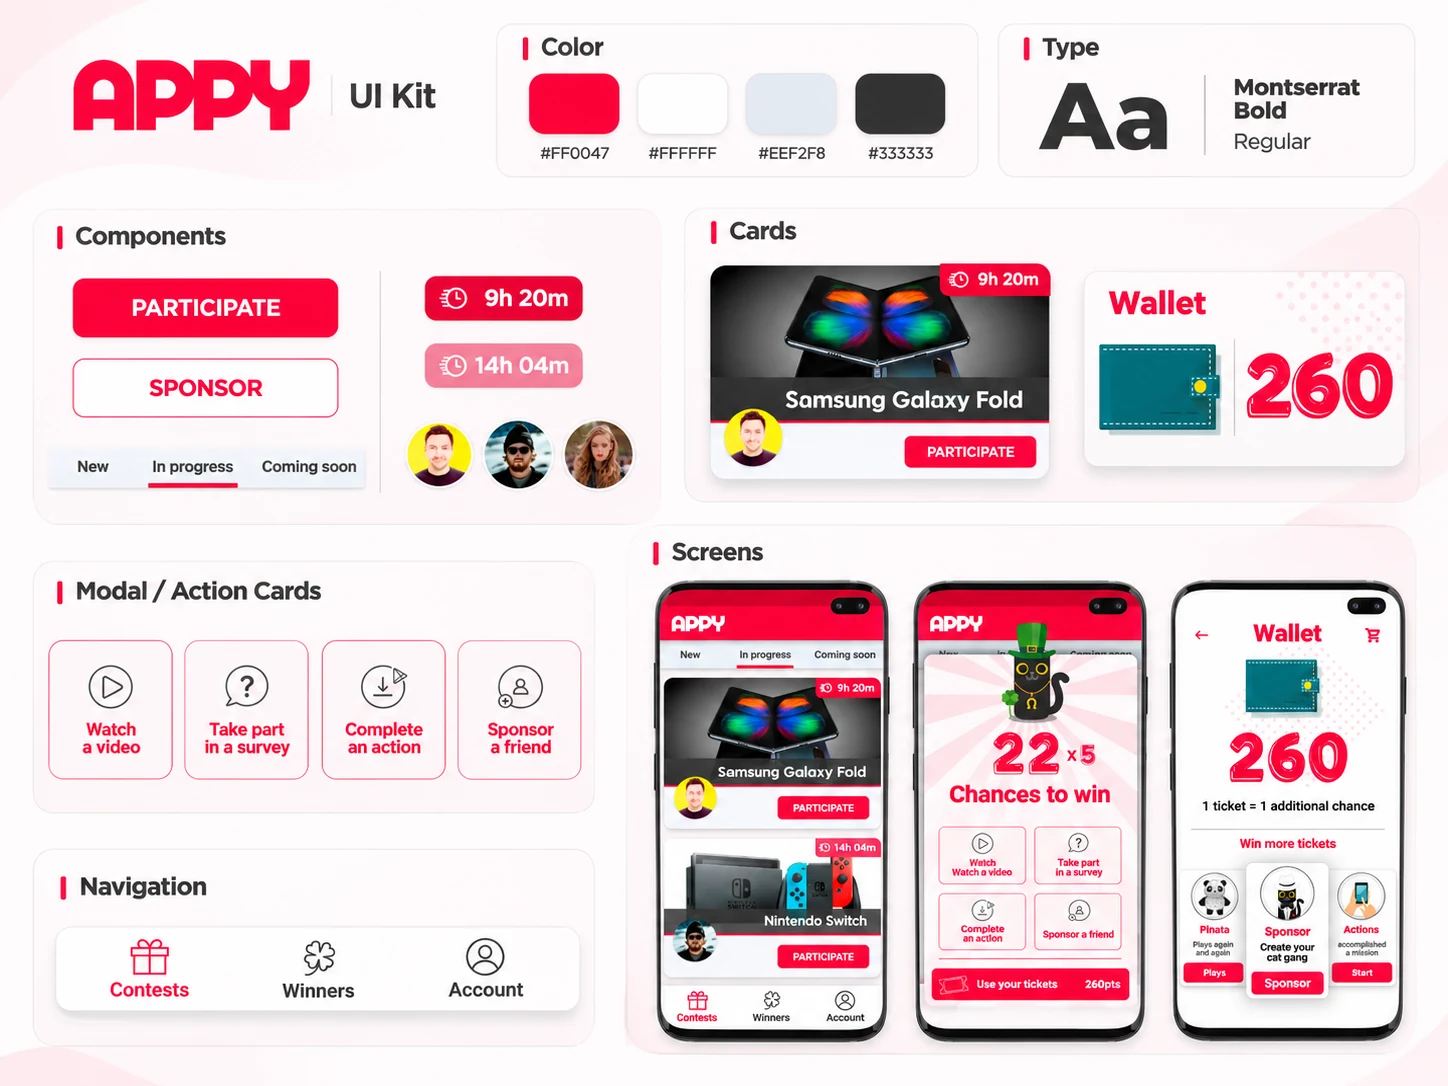 APPY
UI Kit
Color
#FF0047
#FFFFFF
#EEF2F8
#333333
Type
Aa
Montserrat
Bold
Regular
Components
PARTICIPATE
SPONSOR
New
In progress
Coming soon
9h 20m
14h 04m
Cards
9h 20m
Samsung Galaxy Fold
PARTICIPATE
Wallet
260
Modal / Action Cards
Watch
a video
Take part
in a survey
Complete
an action
Sponsor
a friend
Navigation
Contests
Winners
Account
Screens
APPY
New
In progress
Coming soon
9h 20m
Samsung Galaxy Fold
PARTICIPATE
14h 04m
Nintendo Switch
PARTICIPATE
Contests
Winners
Account
APPY
22 x5
Chances to win
Watch
Watch a video
Take part
in a survey
Complete
an action
Sponsor a friend
Use your tickets 260pts
Wallet
260
1 ticket = 1 additional chance
Win more tickets
Pinata
Plays again
and again
Plays
Sponsor
Create your
cat gang
Sponsor
Actions
accomplished
a mission
Start